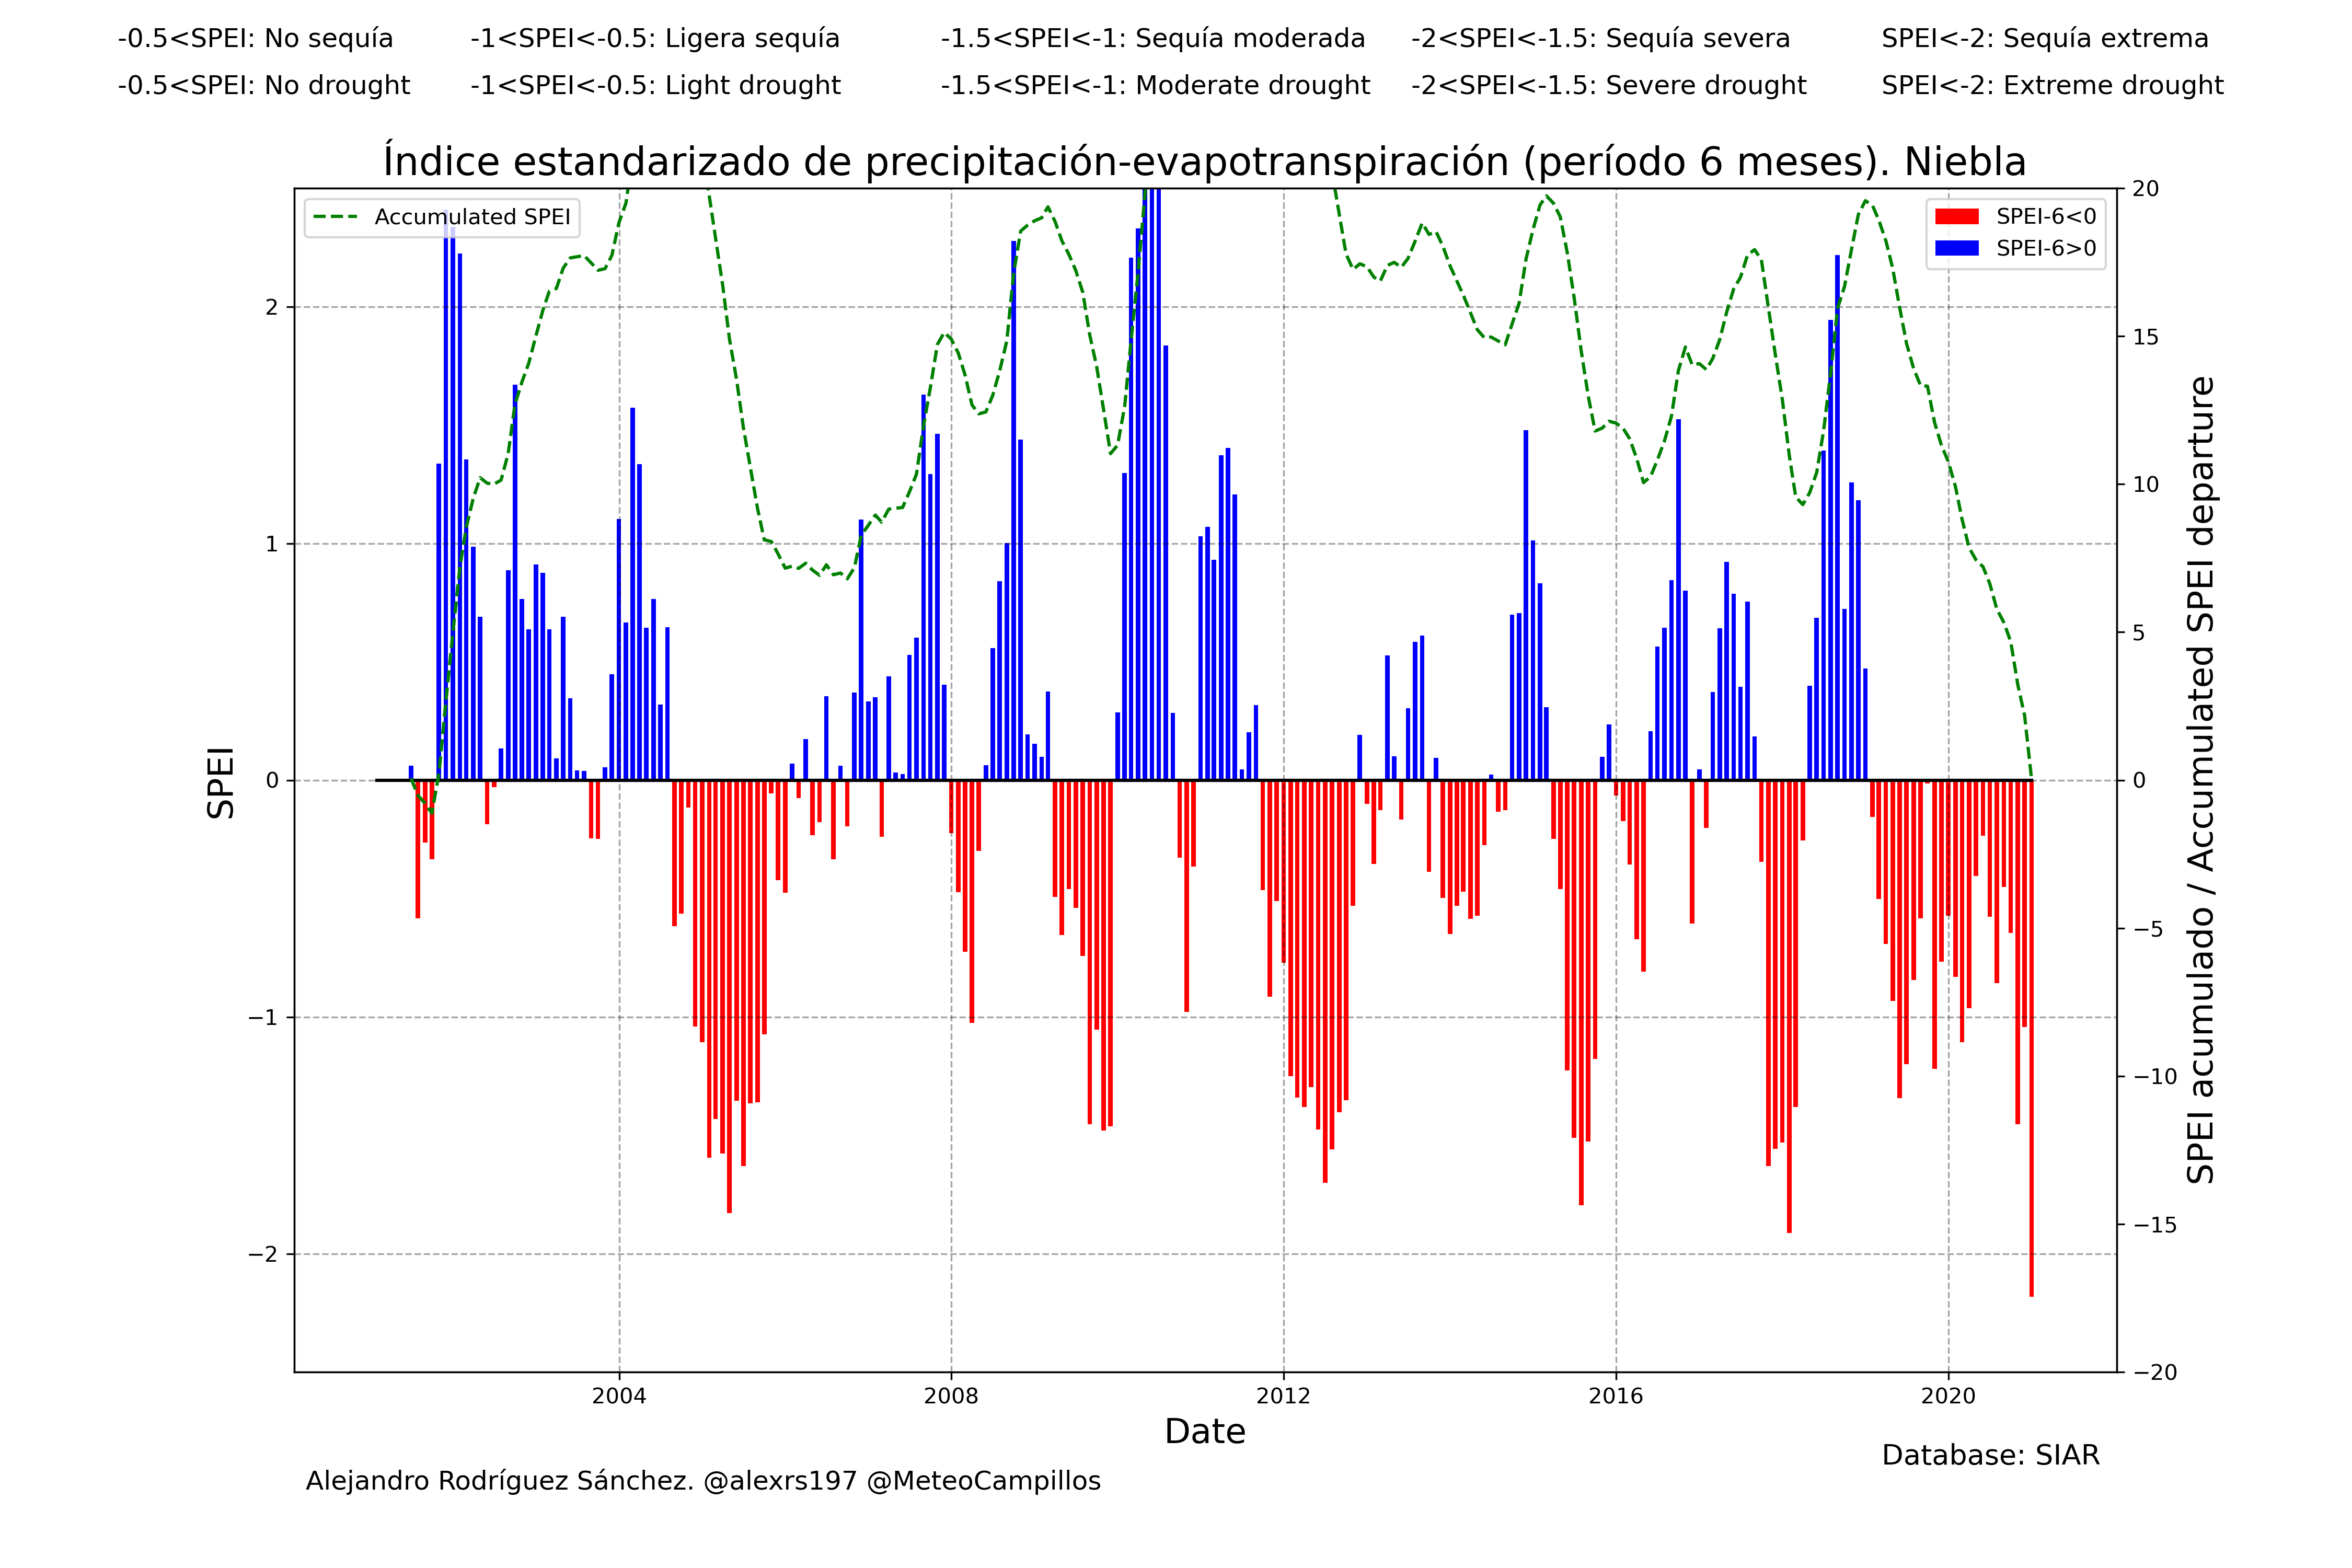 -0.5<SPEI: No sequía -1<SPEI<-0.5: Ligera sequía -1.5<SPEI<-1: Sequía moderada -2<SPEI<-1.5: Sequía severa SPEI<-2: Sequía extrema
-0.5<SPEI: No drought -1<SPEI<-0.5: Light drought -1.5<SPEI<-1: Moderate drought -2<SPEI<-1.5: Severe drought SPEI<-2: Extreme drought
Índice estandarizado de precipitación-evapotranspiración (período 6 meses). Niebla
Accumulated SPEI
SPEI-6<0
SPEI-6>0
SPEI
2
1
0
−1
−2
20
15
10
5
0
−5
−10
−15
−20
SPEI acumulado / Accumulated SPEI departure
2004 2008 2012 2016 2020
Date
Database: SIAR
Alejandro Rodríguez Sánchez. @alexrs197 @MeteoCampillos